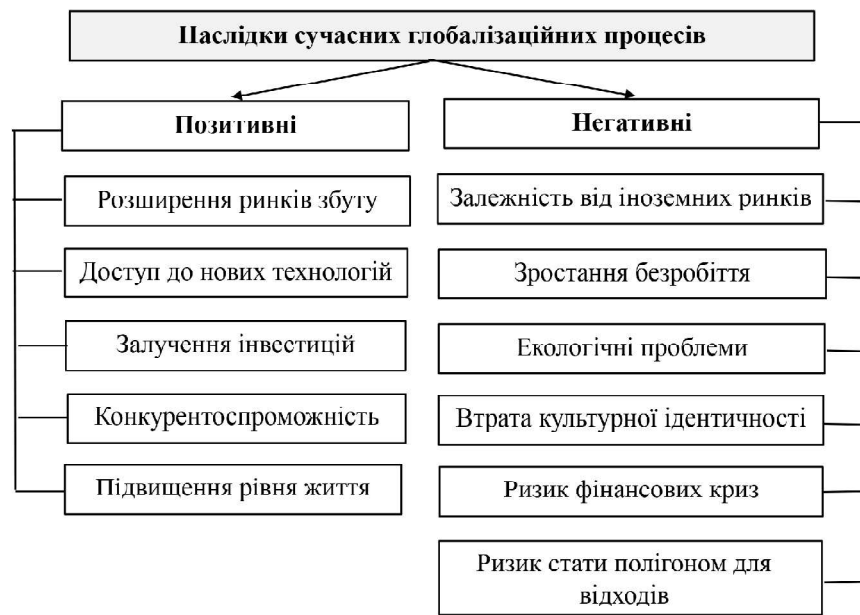 Наслідки сучасних глобалізаційних процесів
Позитивні
Розширення ринків збуту
Доступ до нових технологій
Залучення інвестицій
Конкурентоспроможність
Підвищення рівня життя
Негативні
Залежність від іноземних ринків
Зростання безробіття
Екологічні проблеми
Втрата культурної ідентичності
Ризик фінансових криз
Ризик стати полігоном для
відходів